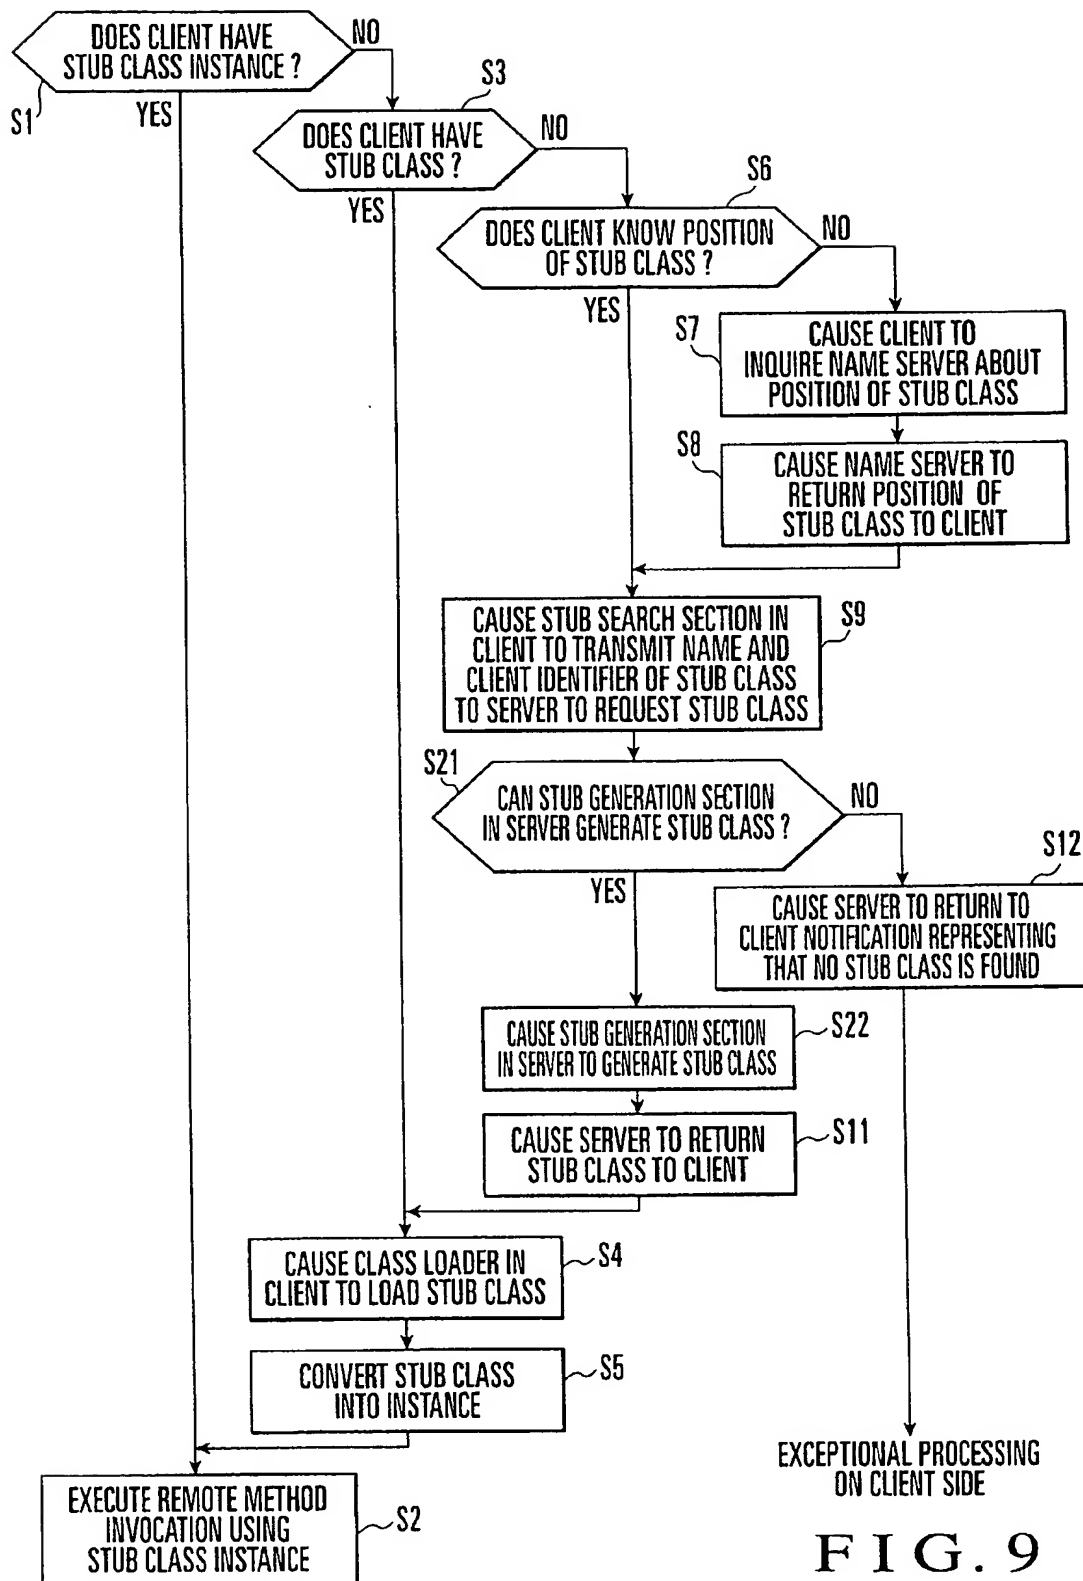 DOES CLIENT HAVE
STUB CLASS INSTANCE ?
NO
S1
YES
S3
DOES CLIENT HAVE
STUB CLASS ?
NO
YES
S6
DOES CLIENT KNOW POSITION
OF STUB CLASS ?
NO
YES
S7
CAUSE CLIENT TO
INQUIRE NAME SERVER ABOUT
POSITION OF STUB CLASS
S8
CAUSE NAME SERVER TO
RETURN POSITION OF
STUB CLASS TO CLIENT
CAUSE STUB SEARCH SECTION IN
CLIENT TO TRANSMIT NAME AND
CLIENT IDENTIFIER OF STUB CLASS
TO SERVER TO REQUEST STUB CLASS
S9
S21
CAN STUB GENERATION SECTION
IN SERVER GENERATE STUB CLASS ?
NO
YES
S12
CAUSE SERVER TO RETURN TO
CLIENT NOTIFICATION REPRESENTING
THAT NO STUB CLASS IS FOUND
CAUSE STUB GENERATION SECTION
IN SERVER TO GENERATE STUB CLASS
S22
CAUSE SERVER TO RETURN
STUB CLASS TO CLIENT
S11
CAUSE CLASS LOADER IN
CLIENT TO LOAD STUB CLASS
S4
CONVERT STUB CLASS
INTO INSTANCE
S5
EXCEPTIONAL PROCESSING
ON CLIENT SIDE
EXECUTE REMOTE METHOD
INVOCATION USING
STUB CLASS INSTANCE
S2
FIG. 9